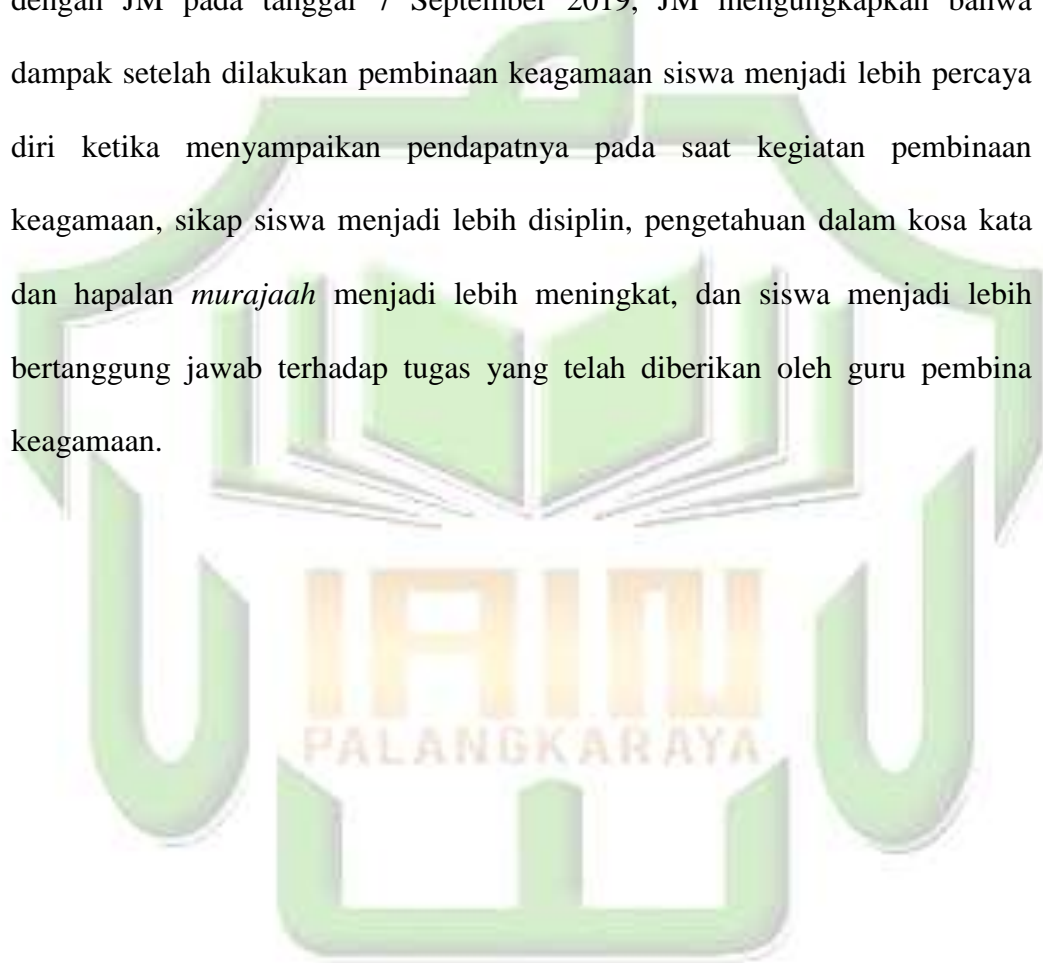 dengan JM pada tanggal 7 September 2019, JM mengungkapkan bahwa
dampak setelah dilakukan pembinaan keagamaan siswa menjadi lebih percaya
diri ketika menyampaikan pendapatnya pada saat kegiatan pembinaan
keagamaan, sikap siswa menjadi lebih disiplin, pengetahuan dalam kosa kata
dan hapalan murajaah menjadi lebih meningkat, dan siswa menjadi lebih
bertanggung jawab terhadap tugas yang telah diberikan oleh guru pembina
keagamaan.
IAIN
PALANGKARAYA